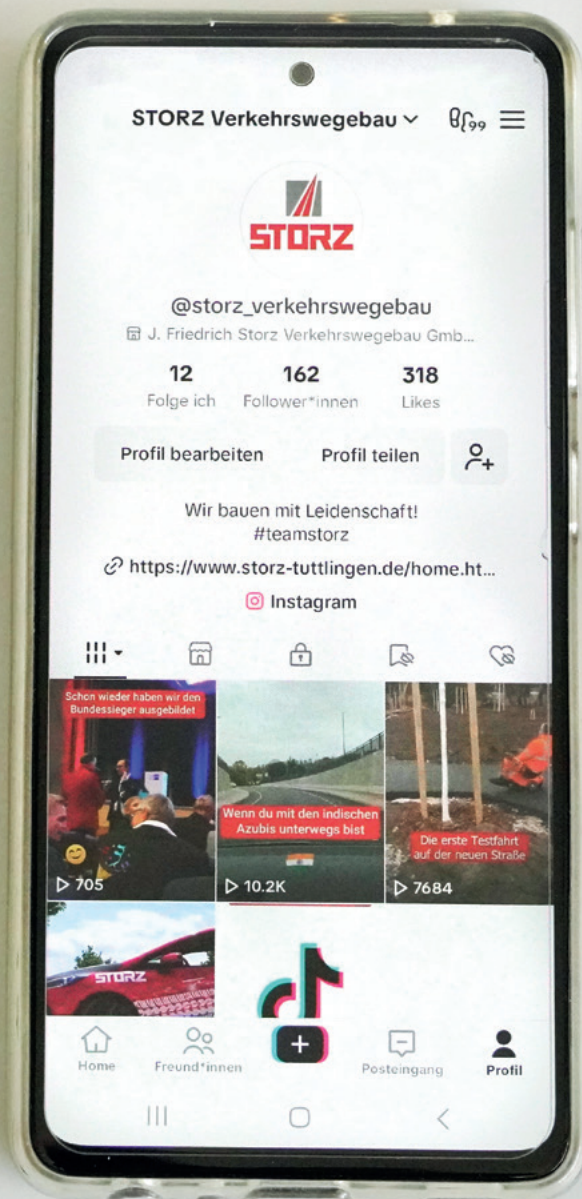 STORZ Verkehrswegebau
99
STORZ
@storz_verkehrswegebau
J. Friedrich Storz Verkehrswegebau Gmb...
12 162 318
Folge ich Follower*innen Likes
Profil bearbeiten Profil teilen
Wir bauen mit Leidenschaft!
#teamstorz
https://www.storz-tuttlingen.de/home.ht...
Instagram
Schon wieder haben wir den
Bundessieger ausgebildet
705
Wenn du mit den indischen
Azubis unterwegs bist
10.2K
Die erste Testfahrt
auf der neuen Straße
7684
STORZ
Home Freund*innen Posteingang Profil